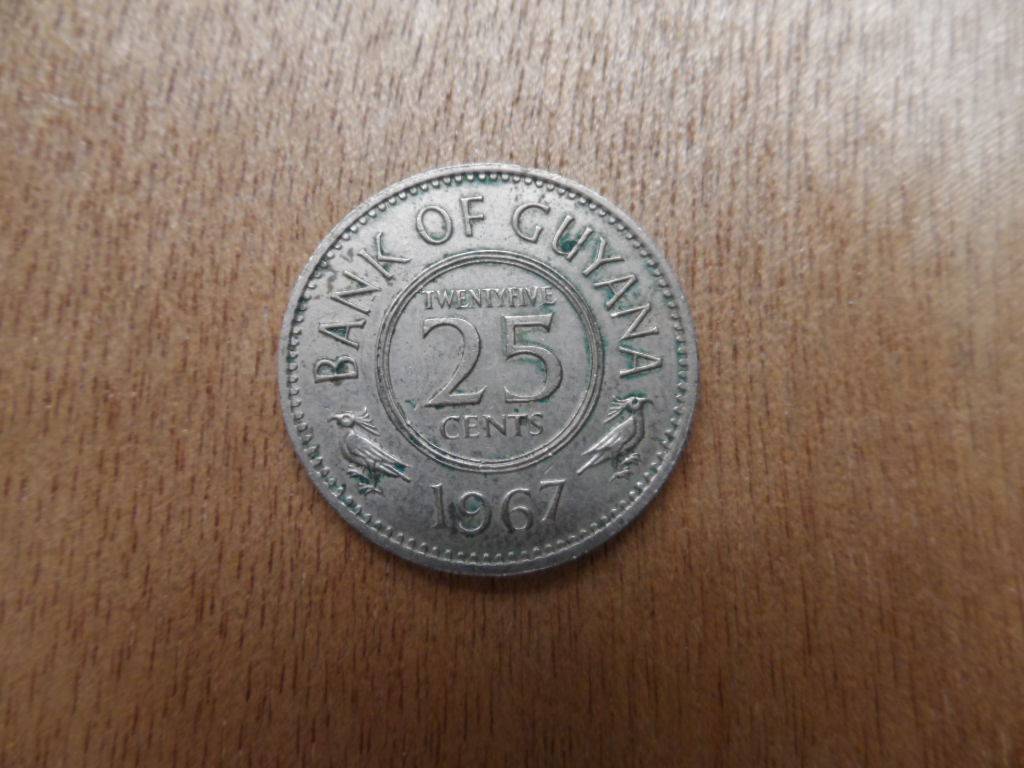 BANK OF GUYANA
TWENTYFIVE
25
CENTS
1967